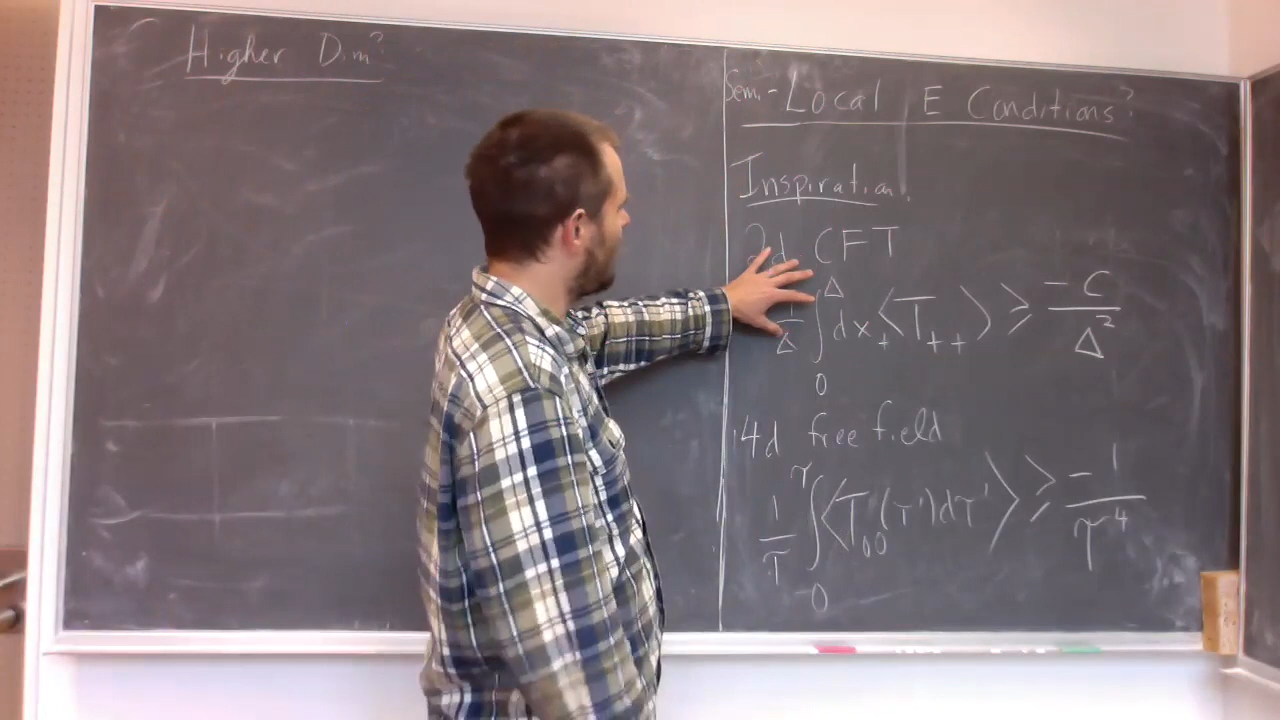 Higher Dim?
Semi-Local E Conditions?
Inspiration:
2d CFT
1/Δ ∫₀^Δ dx₊ ⟨T₊₊⟩ ≥ -C/Δ²
4d free field
1/τ ∫₀^τ ⟨T₀₀(τ')dτ'⟩ ≥ -1/τ⁴